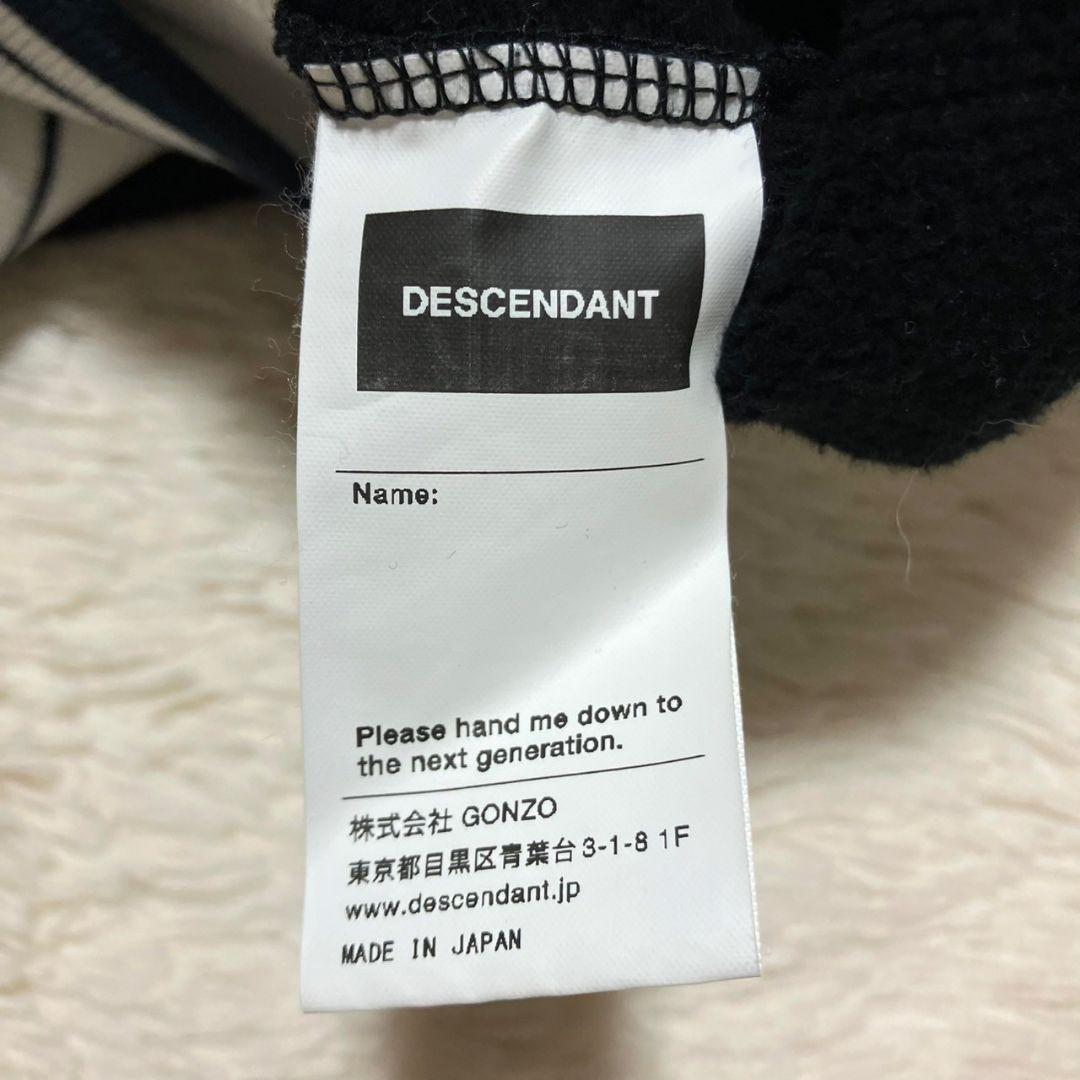 DESCENDANT
Name:
Please hand me down to
the next generation.
株式会社 GONZO
東京都目黒区青葉台3-1-8 1F
www.descendant.jp
MADE IN JAPAN